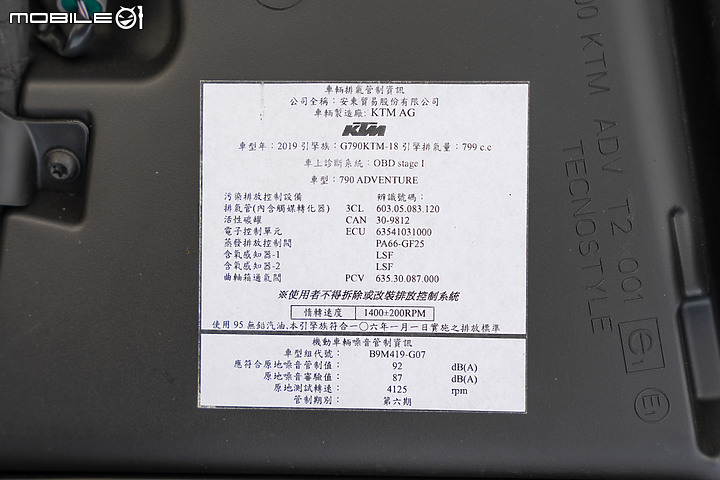 MOBILE01
車輛排氣管制資訊
公司全稱：安東貿易股份有限公司
車輛製造廠: KTM AG
KTM
車型年：2019 引擎族：G790KTM-18 引擎排氣量：799 c.c
車上診斷系統：OBD stage I
車型：790 ADVENTURE
污染排放控制設備 辨識號碼：
排氣管(內含觸媒轉化器) 3CL 603.05.083.120
活性碳罐 CAN 30-9812
電子控制單元 ECU 63541031000
蒸發排放控制閥 PA66-GF25
含氧感知器-1 LSF
含氧感知器-2 LSF
曲軸箱通氣閥 PCV 635.30.087.000
※使用者不得拆除或改裝排放控制系統
惰轉速度 1400±200RPM
使用 95 無鉛汽油,本引擎族符合一○六年一月一日實施之排放標準
機動車輛噪音管制資訊
車型組代號： B9M419-G07
應符合原地噪音管制值： 92 dB(A)
原地噪音審驗值： 87 dB(A)
原地測試轉速： 4125 rpm
管制期別： 第六期
00 KTM ADV T2 001
TECNOSTYLE
e1
E1